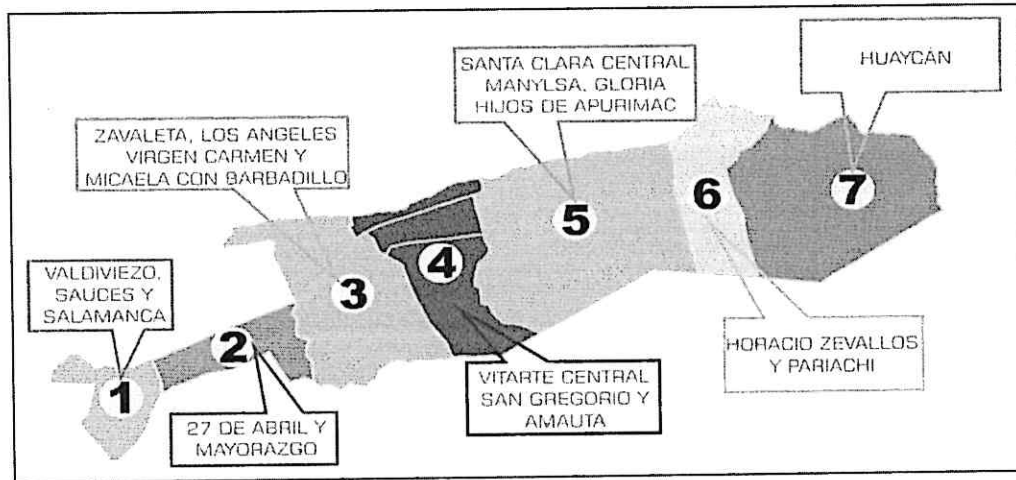 HUAYCÁN
SANTA CLARA CENTRAL
MANYLSA, GLORIA
HIJOS DE APURIMAC
ZAVALETA, LOS ANGELES
VIRGEN CARMEN Y
MICAELA CON BARBADILLO
7
6
5
4
3
VALDIVIEZO,
SAUCES Y
SALAMANCA
2
1
HORACIO ZEVALLOS
Y PARIACHI
VITARTE CENTRAL
SAN GREGORIO Y
AMAUTA
27 DE ABRIL Y
MAYORAZGO